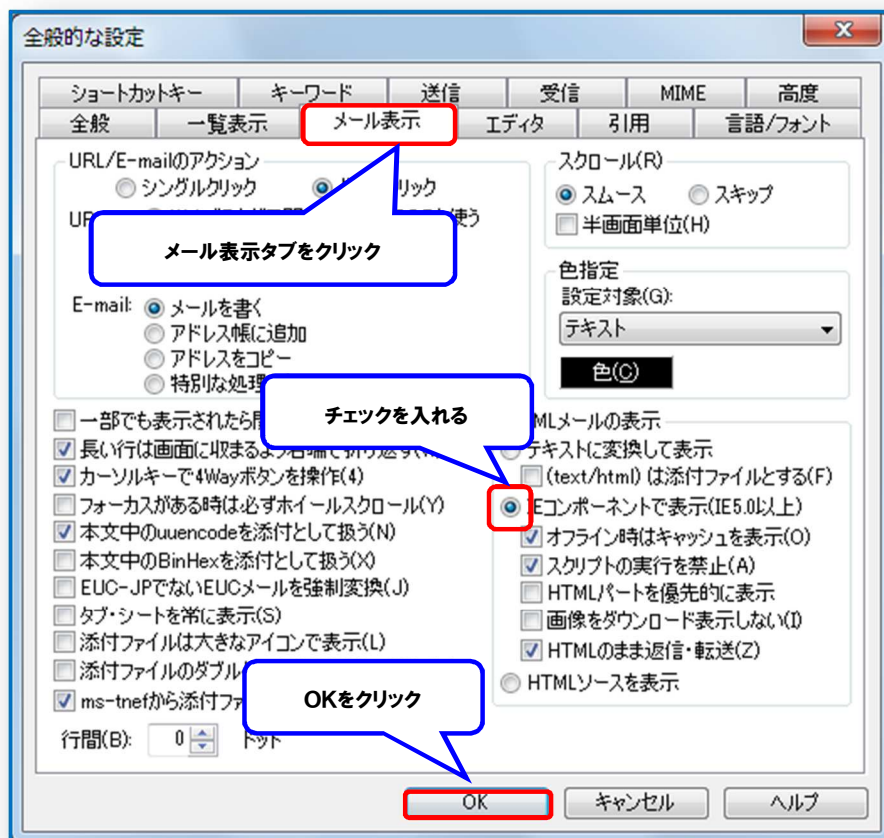 全般的な設定
ショートカットキー キーワード 送信 受信 MIME 高度
全般 一覧表示 メール表示 エディタ 引用 言語/フォント
URL/E-mailのアクション
シングルクリック リック
メール表示タブをクリック
E-mail: メールを書く
アドレス帳に追加
アドレスをコピー
特別な処理
スクロール(R)
スムース スキップ
半画面単位(H)
色指定
設定対象(G):
テキスト
色(C)
チェックを入れる
一部でも表示されたら
長い行は画面に収まるよう右端で折り返す
カーソルキーで4Wayボタンを操作(4)
フォーカスがある時は必ずホイールスクロール(Y)
本文中のuuencodeを添付として扱う(N)
本文中のBinHexを添付として扱う(X)
EUC-JPでないEUCメールを強制変換(J)
タブ・シートを常に表示(S)
添付ファイルは大きなアイコンで表示(L)
添付ファイルのダブル
ms-tnefから添付ファ
行間(B): 0 ドット
MLメールの表示
テキストに変換して表示
(text/html) は添付ファイルとする(F)
IEコンポーネントで表示(IE5.0以上)
オフライン時はキャッシュを表示(O)
スクリプトの実行を禁止(A)
HTMLパートを優先的に表示
画像をダウンロード表示しない(I)
HTMLのまま返信・転送(Z)
HTMLソースを表示
OKをクリック
OK キャンセル ヘルプ